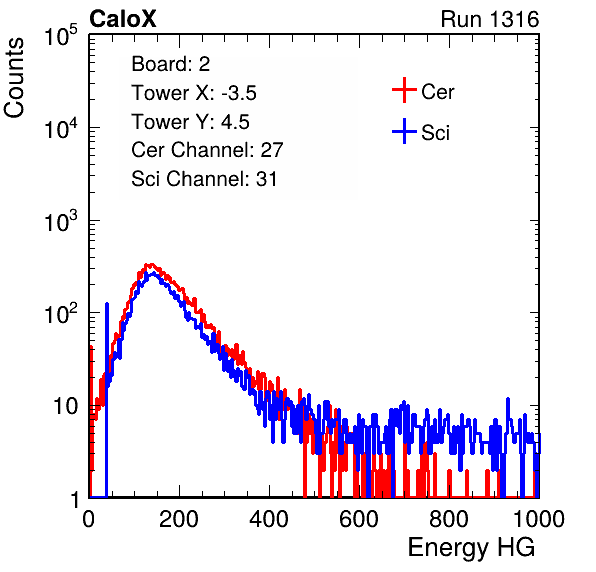 CaloX Run 1316
Counts
10^5
10^4
10^3
10^2
10
1
Board: 2
Tower X: -3.5
Tower Y: 4.5
Cer Channel: 27
Sci Channel: 31
Cer
Sci
0 200 400 600 800 1000
Energy HG